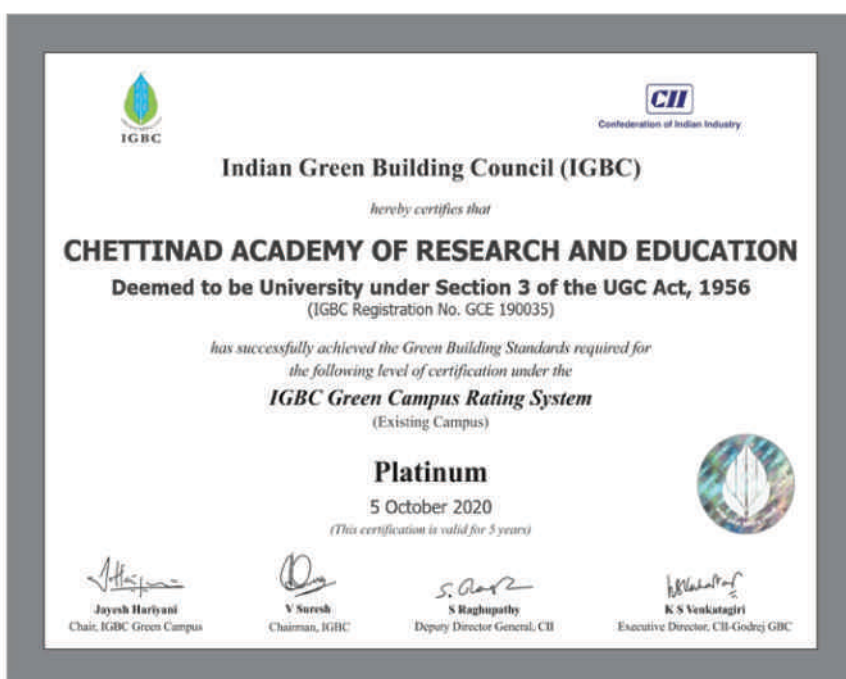 IGBC
CII
Confederation of Indian Industry
Indian Green Building Council (IGBC)
hereby certifies that
CHETTINAD ACADEMY OF RESEARCH AND EDUCATION
Deemed to be University under Section 3 of the UGC Act, 1956
(IGBC Registration No. GCE 190035)
has successfully achieved the Green Building Standards required for
the following level of certification under the
IGBC Green Campus Rating System
(Existing Campus)
Platinum
5 October 2020
(This certification is valid for 5 years)
Jayesh Hariyani
Chair, IGBC Green Campus
V Suresh
Chairman, IGBC
S Raghupathy
Deputy Director General, CII
K S Venkatagiri
Executive Director, CII-Godrej GBC